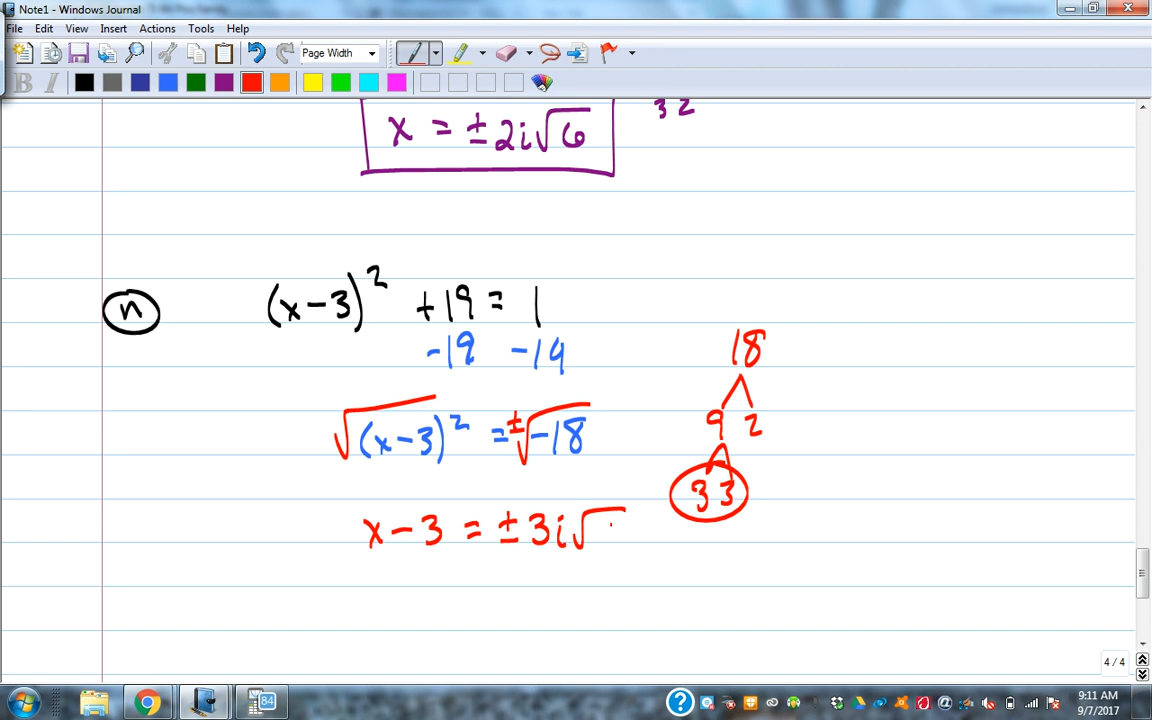 Note1 - Windows Journal
File Edit View Insert Actions Tools Help
Page Width
B I
x = ±2i√6
3 2
n (x-3)² +19 = 1
-19 -19
18
√(x-3)² = ±√-18
9 2
3 3
x-3 = ±3i√
4 / 4
84
9:11 AM
9/7/2017